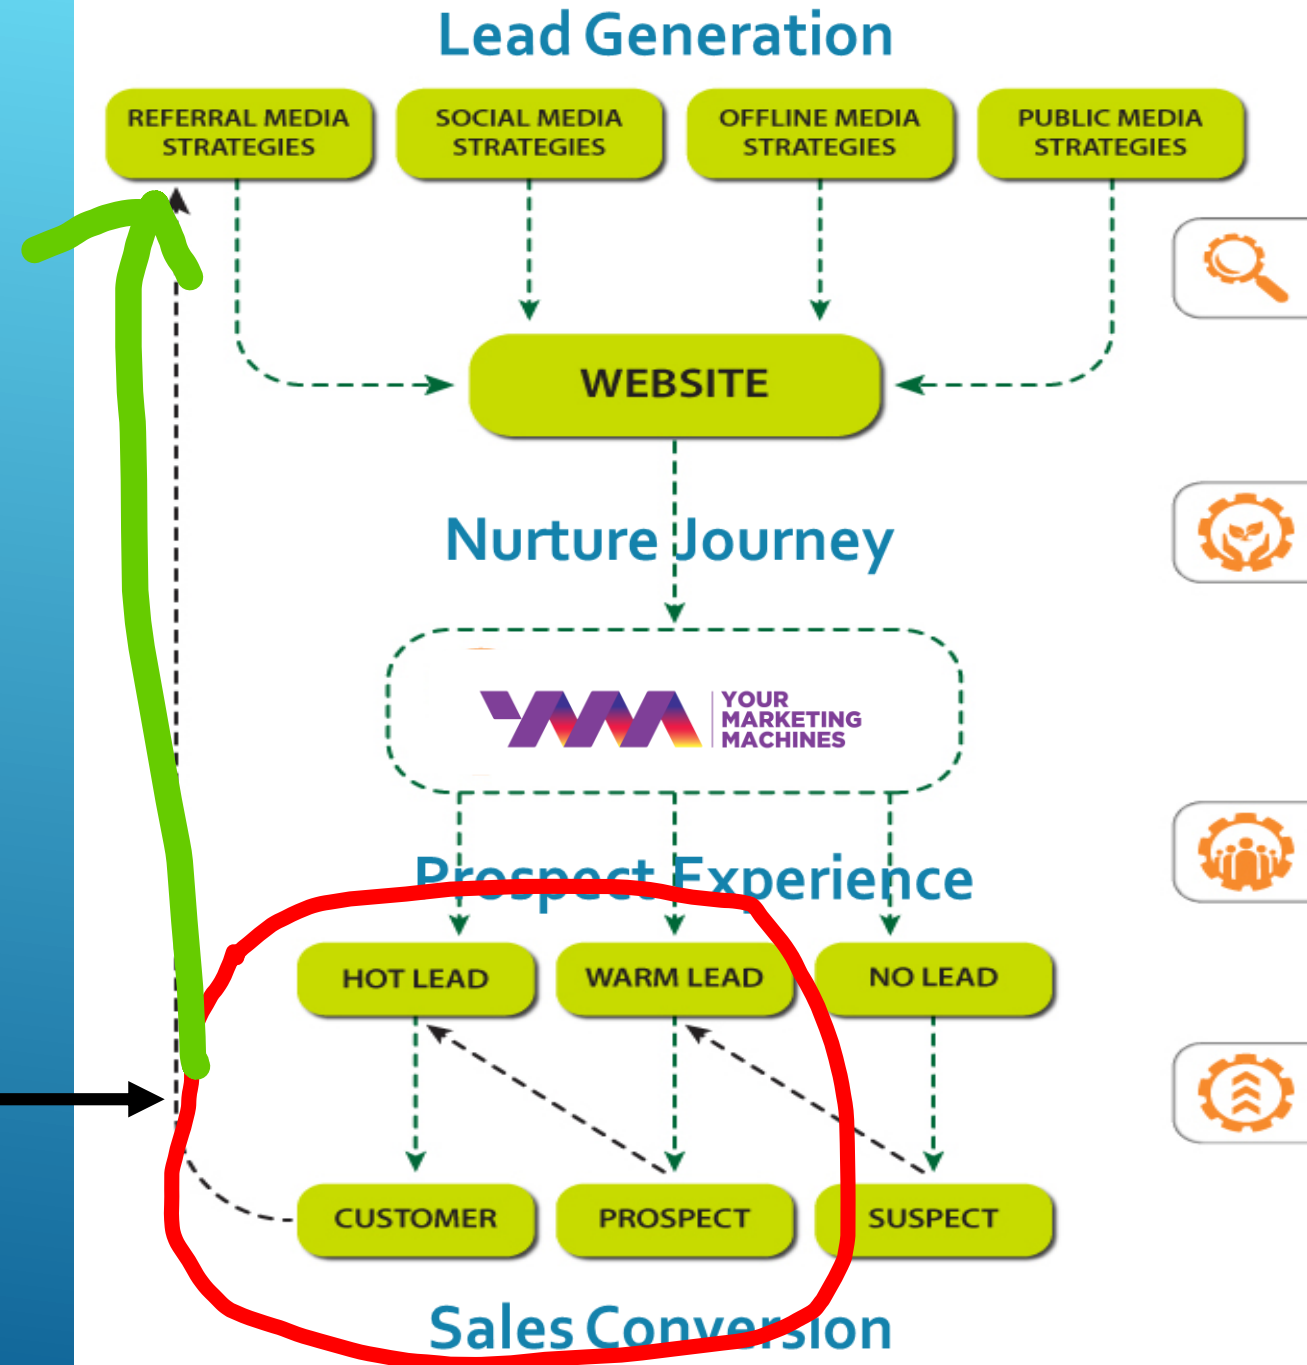 Lead Generation
REFERRAL MEDIA
STRATEGIES
SOCIAL MEDIA
STRATEGIES
OFFLINE MEDIA
STRATEGIES
PUBLIC MEDIA
STRATEGIES
WEBSITE
Nurture Journey
YMM
YOUR
MARKETING
MACHINES
Prospect Experience
HOT LEAD
WARM LEAD
NO LEAD
CUSTOMER
PROSPECT
SUSPECT
Sales Conversion